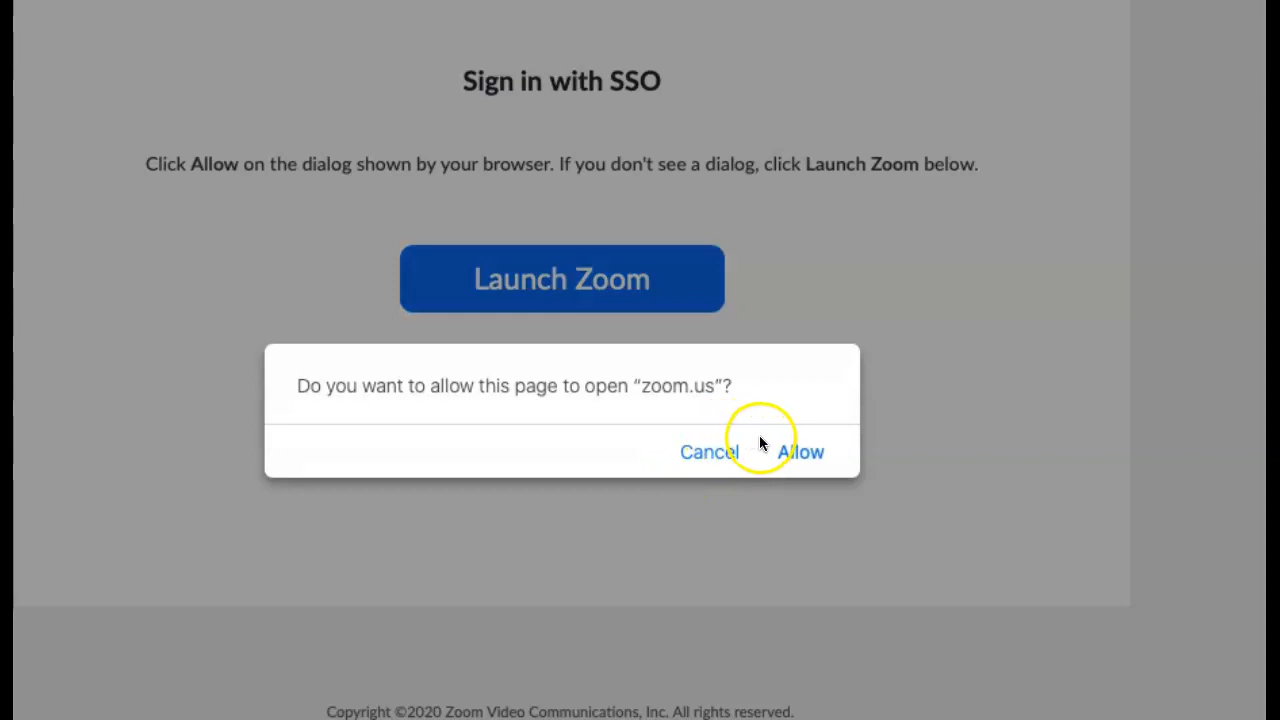 Sign in with SSO
Click Allow on the dialog shown by your browser. If you don't see a dialog, click Launch Zoom below.
Launch Zoom
Do you want to allow this page to open “zoom.us”?
Cancel Allow
Copyright ©2020 Zoom Video Communications, Inc. All rights reserved.